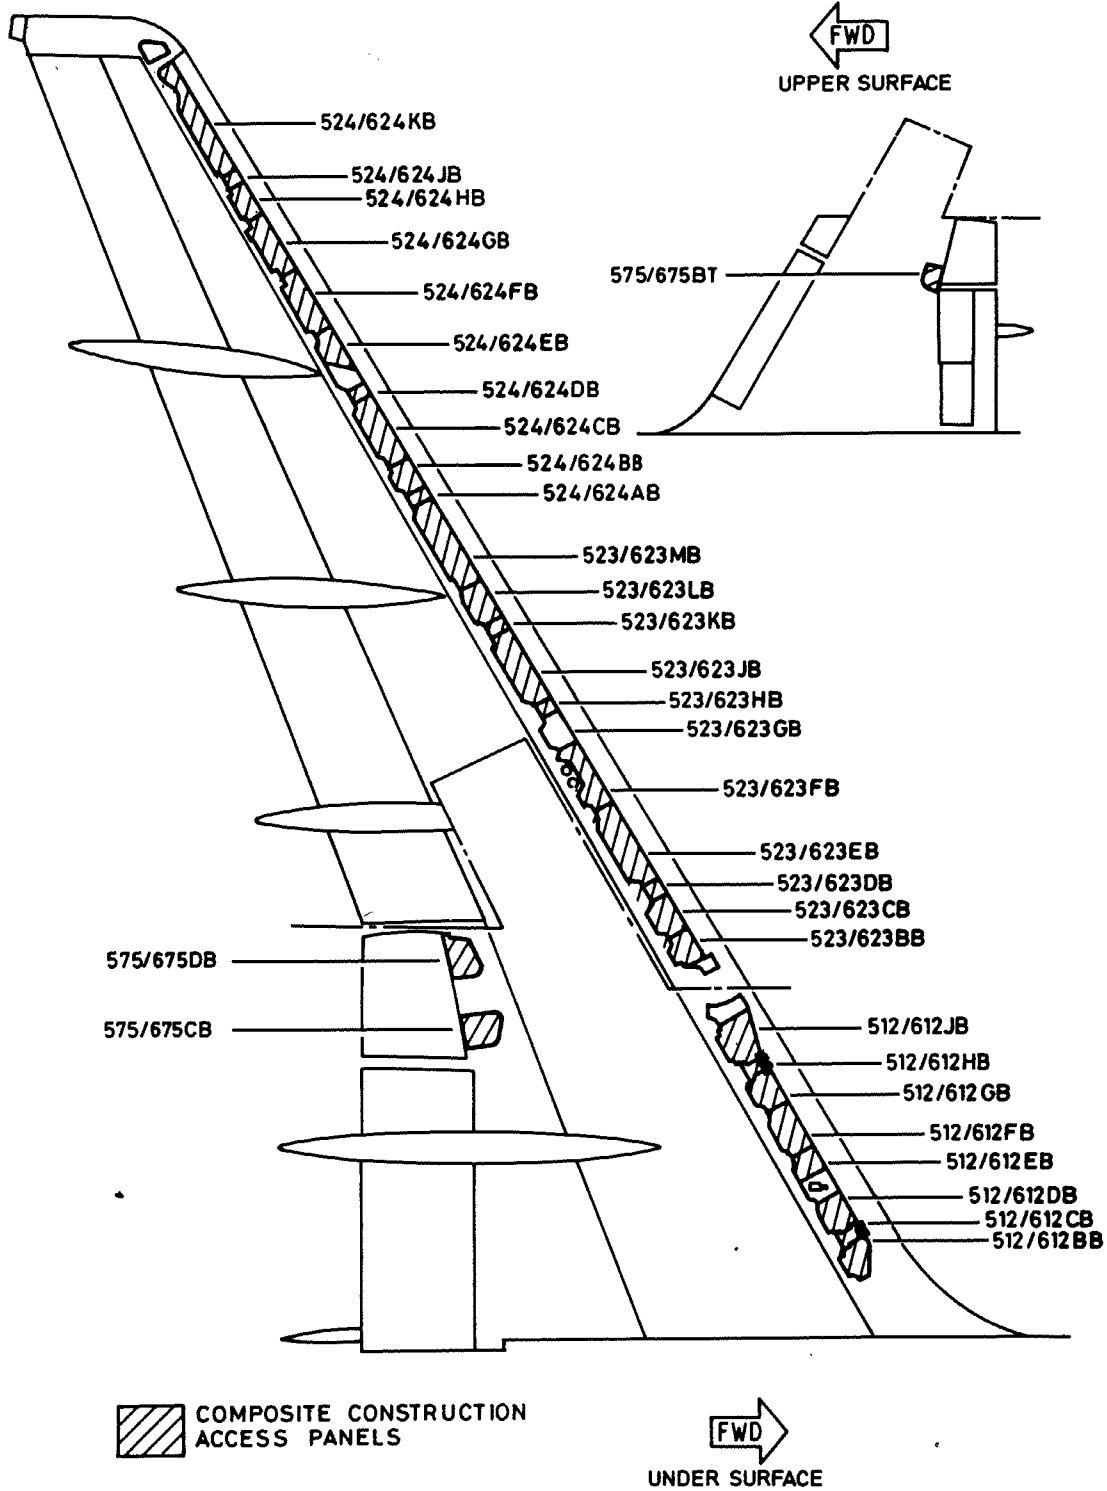 FWD
UPPER SURFACE
524/624KB
524/624JB
524/624HB
524/624GB
575/675BT
524/624FB
524/624EB
524/624DB
524/624CB
524/624BB
524/624AB
523/623MB
523/623LB
523/623KB
523/623JB
523/623HB
523/623GB
523/623FB
523/623EB
523/623DB
523/623CB
523/623BB
575/675DB
575/675CB
512/612JB
512/612HB
512/612GB
512/612FB
512/612EB
512/612DB
512/612CB
512/612BB
COMPOSITE CONSTRUCTION
ACCESS PANELS
FWD
UNDER SURFACE